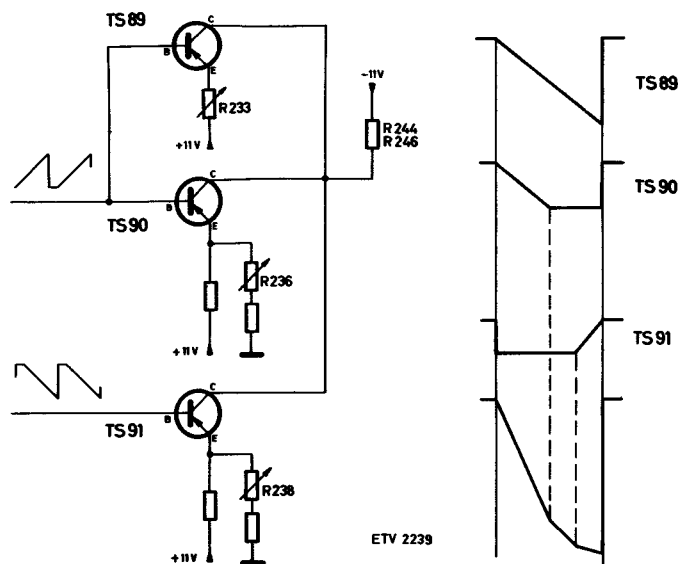 TS89
C
B
E
R233
+11V
-11V
R244
R246
C
B
TS90
E
R236
+11V
C
B
TS91
E
R238
+11V
ETV 2239
TS89
TS90
TS91